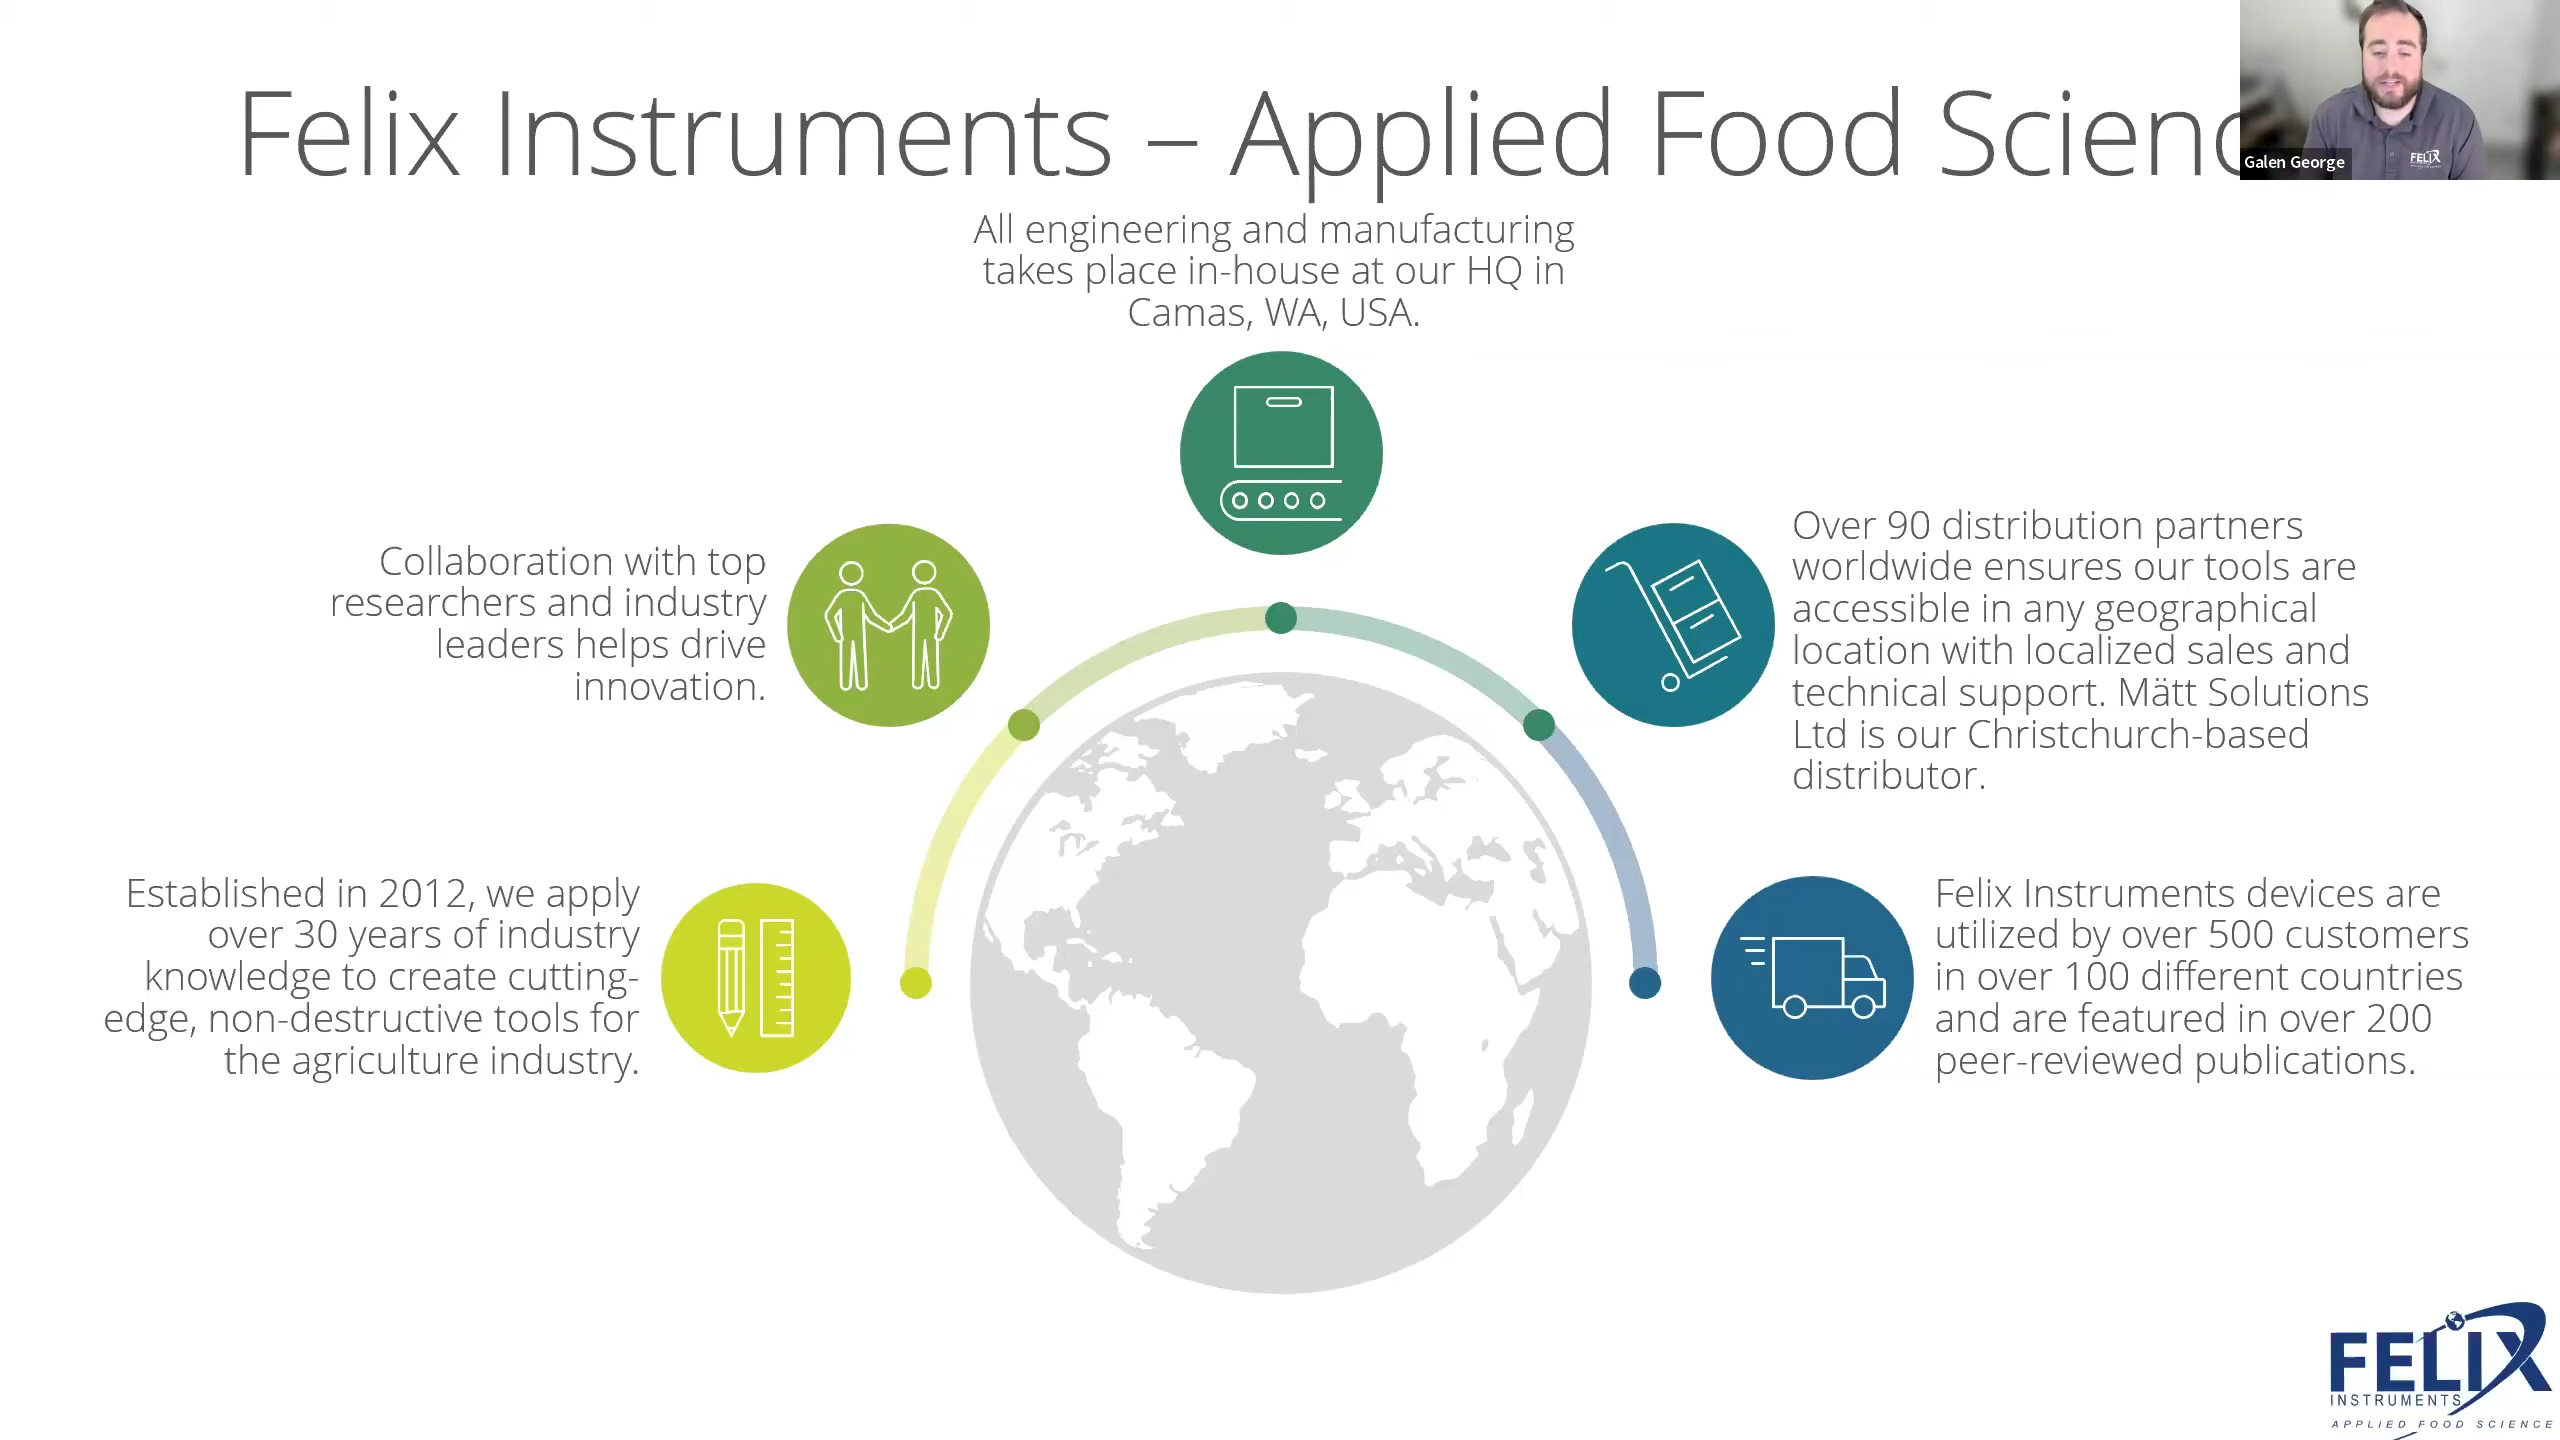 Felix Instruments – Applied Food Scienc
Galen George
FELIX
All engineering and manufacturing
takes place in-house at our HQ in
Camas, WA, USA.
Collaboration with top
researchers and industry
leaders helps drive
innovation.
Over 90 distribution partners
worldwide ensures our tools are
accessible in any geographical
location with localized sales and
technical support. Mätt Solutions
Ltd is our Christchurch-based
distributor.
Established in 2012, we apply
over 30 years of industry
knowledge to create cutting-
edge, non-destructive tools for
the agriculture industry.
Felix Instruments devices are
utilized by over 500 customers
in over 100 different countries
and are featured in over 200
peer-reviewed publications.
FELIX
INSTRUMENTS
APPLIED FOOD SCIENCE